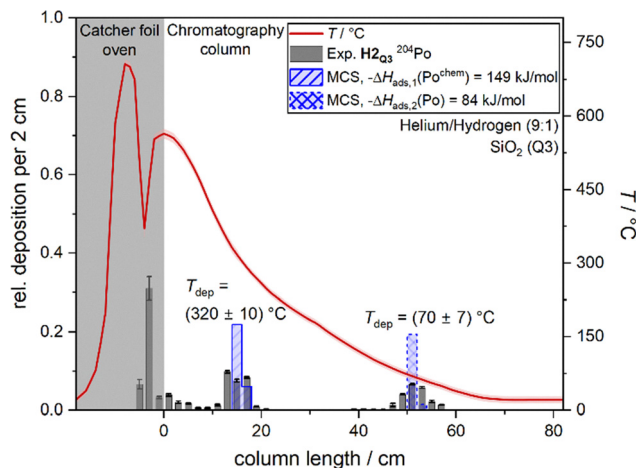 Catcher foil
oven
Chromatography
column
T / °C
Exp. H2Q3 ²⁰⁴Po
MCS, -ΔHads,1(Poᶜʰᵉᵐ) = 149 kJ/mol
MCS, -ΔHads,2(Po) = 84 kJ/mol
Helium/Hydrogen (9:1)
SiO₂ (Q3)
Tdep =
(320 ± 10) °C
Tdep = (70 ± 7) °C
rel. deposition per 2 cm
1.0
0.8
0.6
0.4
0.2
0.0
T / °C
750
600
450
300
150
0
0
20
40
60
80
column length / cm